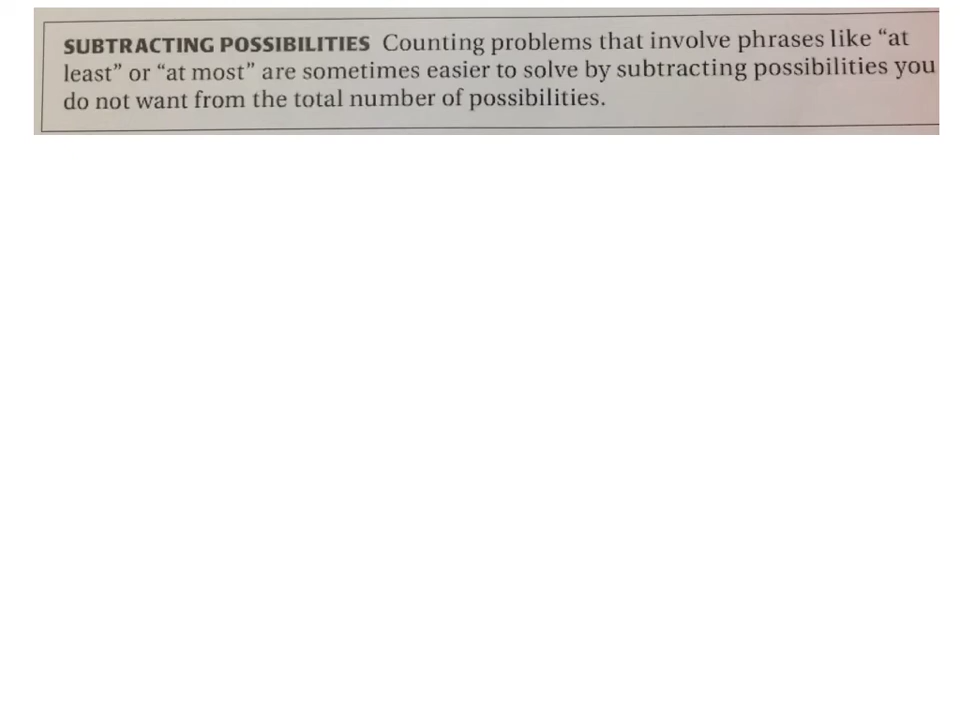 SUBTRACTING POSSIBILITIES Counting problems that involve phrases like “at
least” or “at most” are sometimes easier to solve by subtracting possibilities you
do not want from the total number of possibilities.